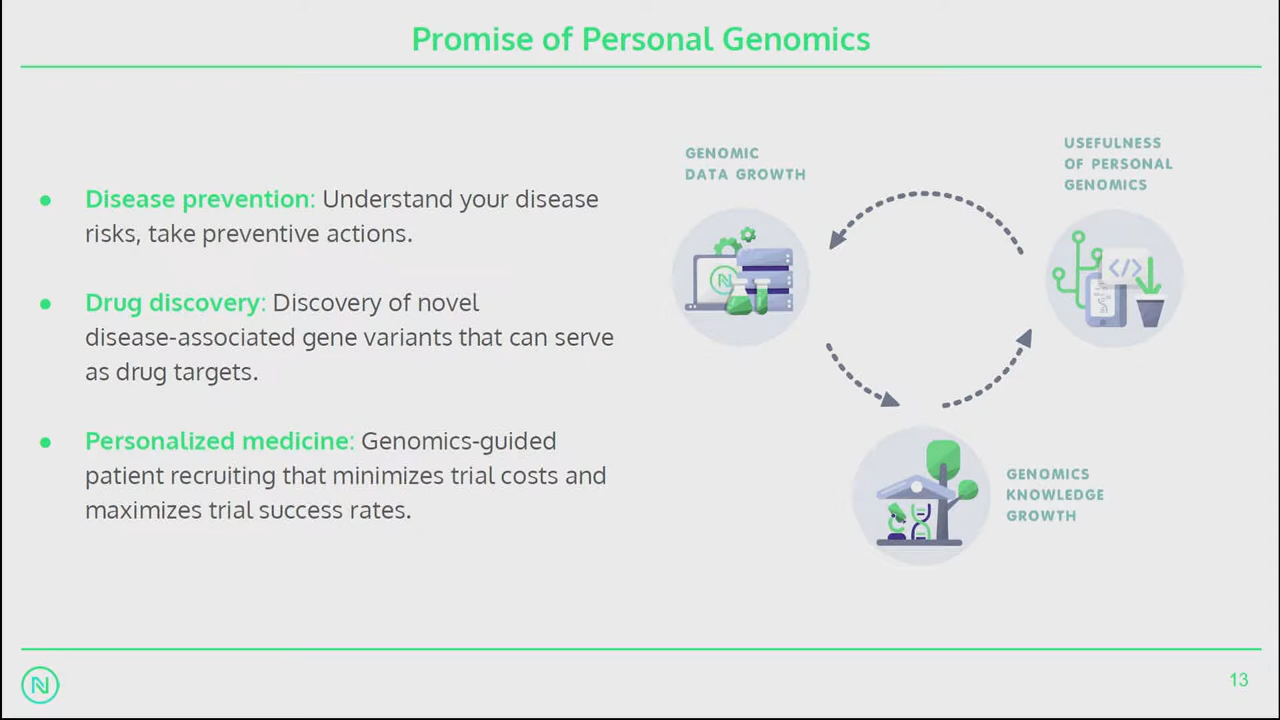 Promise of Personal Genomics
● Disease prevention: Understand your disease
risks, take preventive actions.
● Drug discovery: Discovery of novel
disease-associated gene variants that can serve
as drug targets.
● Personalized medicine: Genomics-guided
patient recruiting that minimizes trial costs and
maximizes trial success rates.
GENOMIC
DATA GROWTH
USEFULNESS
OF PERSONAL
GENOMICS
</>
GENOMICS
KNOWLEDGE
GROWTH
N
13